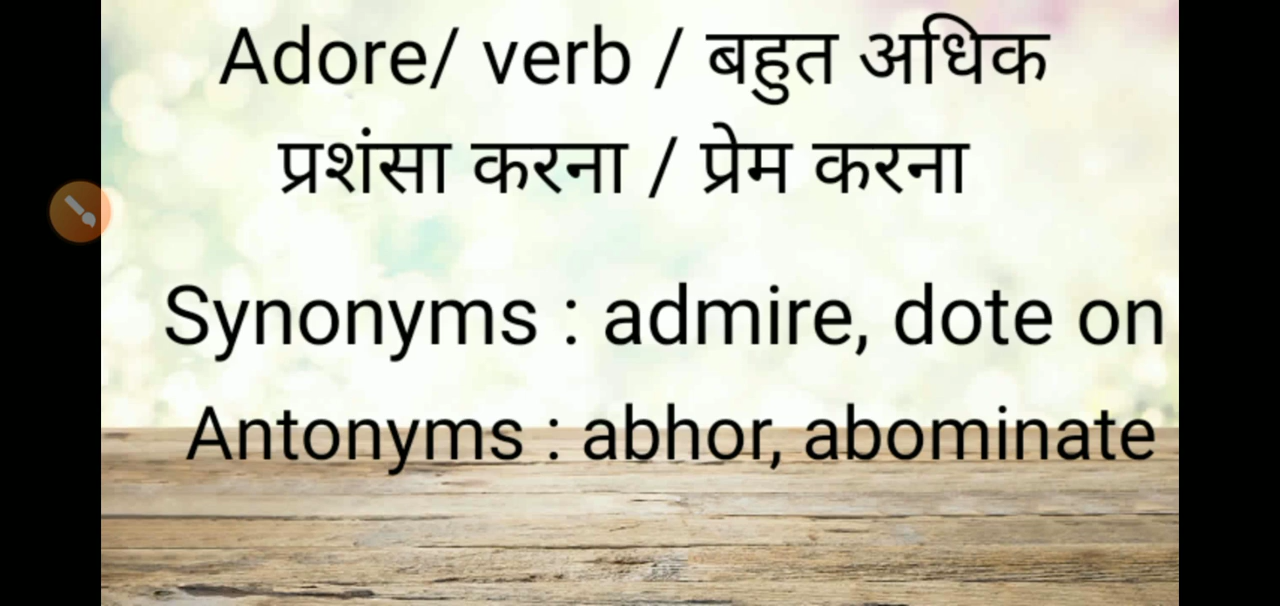 Adore/ verb / बहुत अधिक
प्रशंसा करना / प्रेम करना
Synonyms : admire, dote on
Antonyms : abhor, abominate